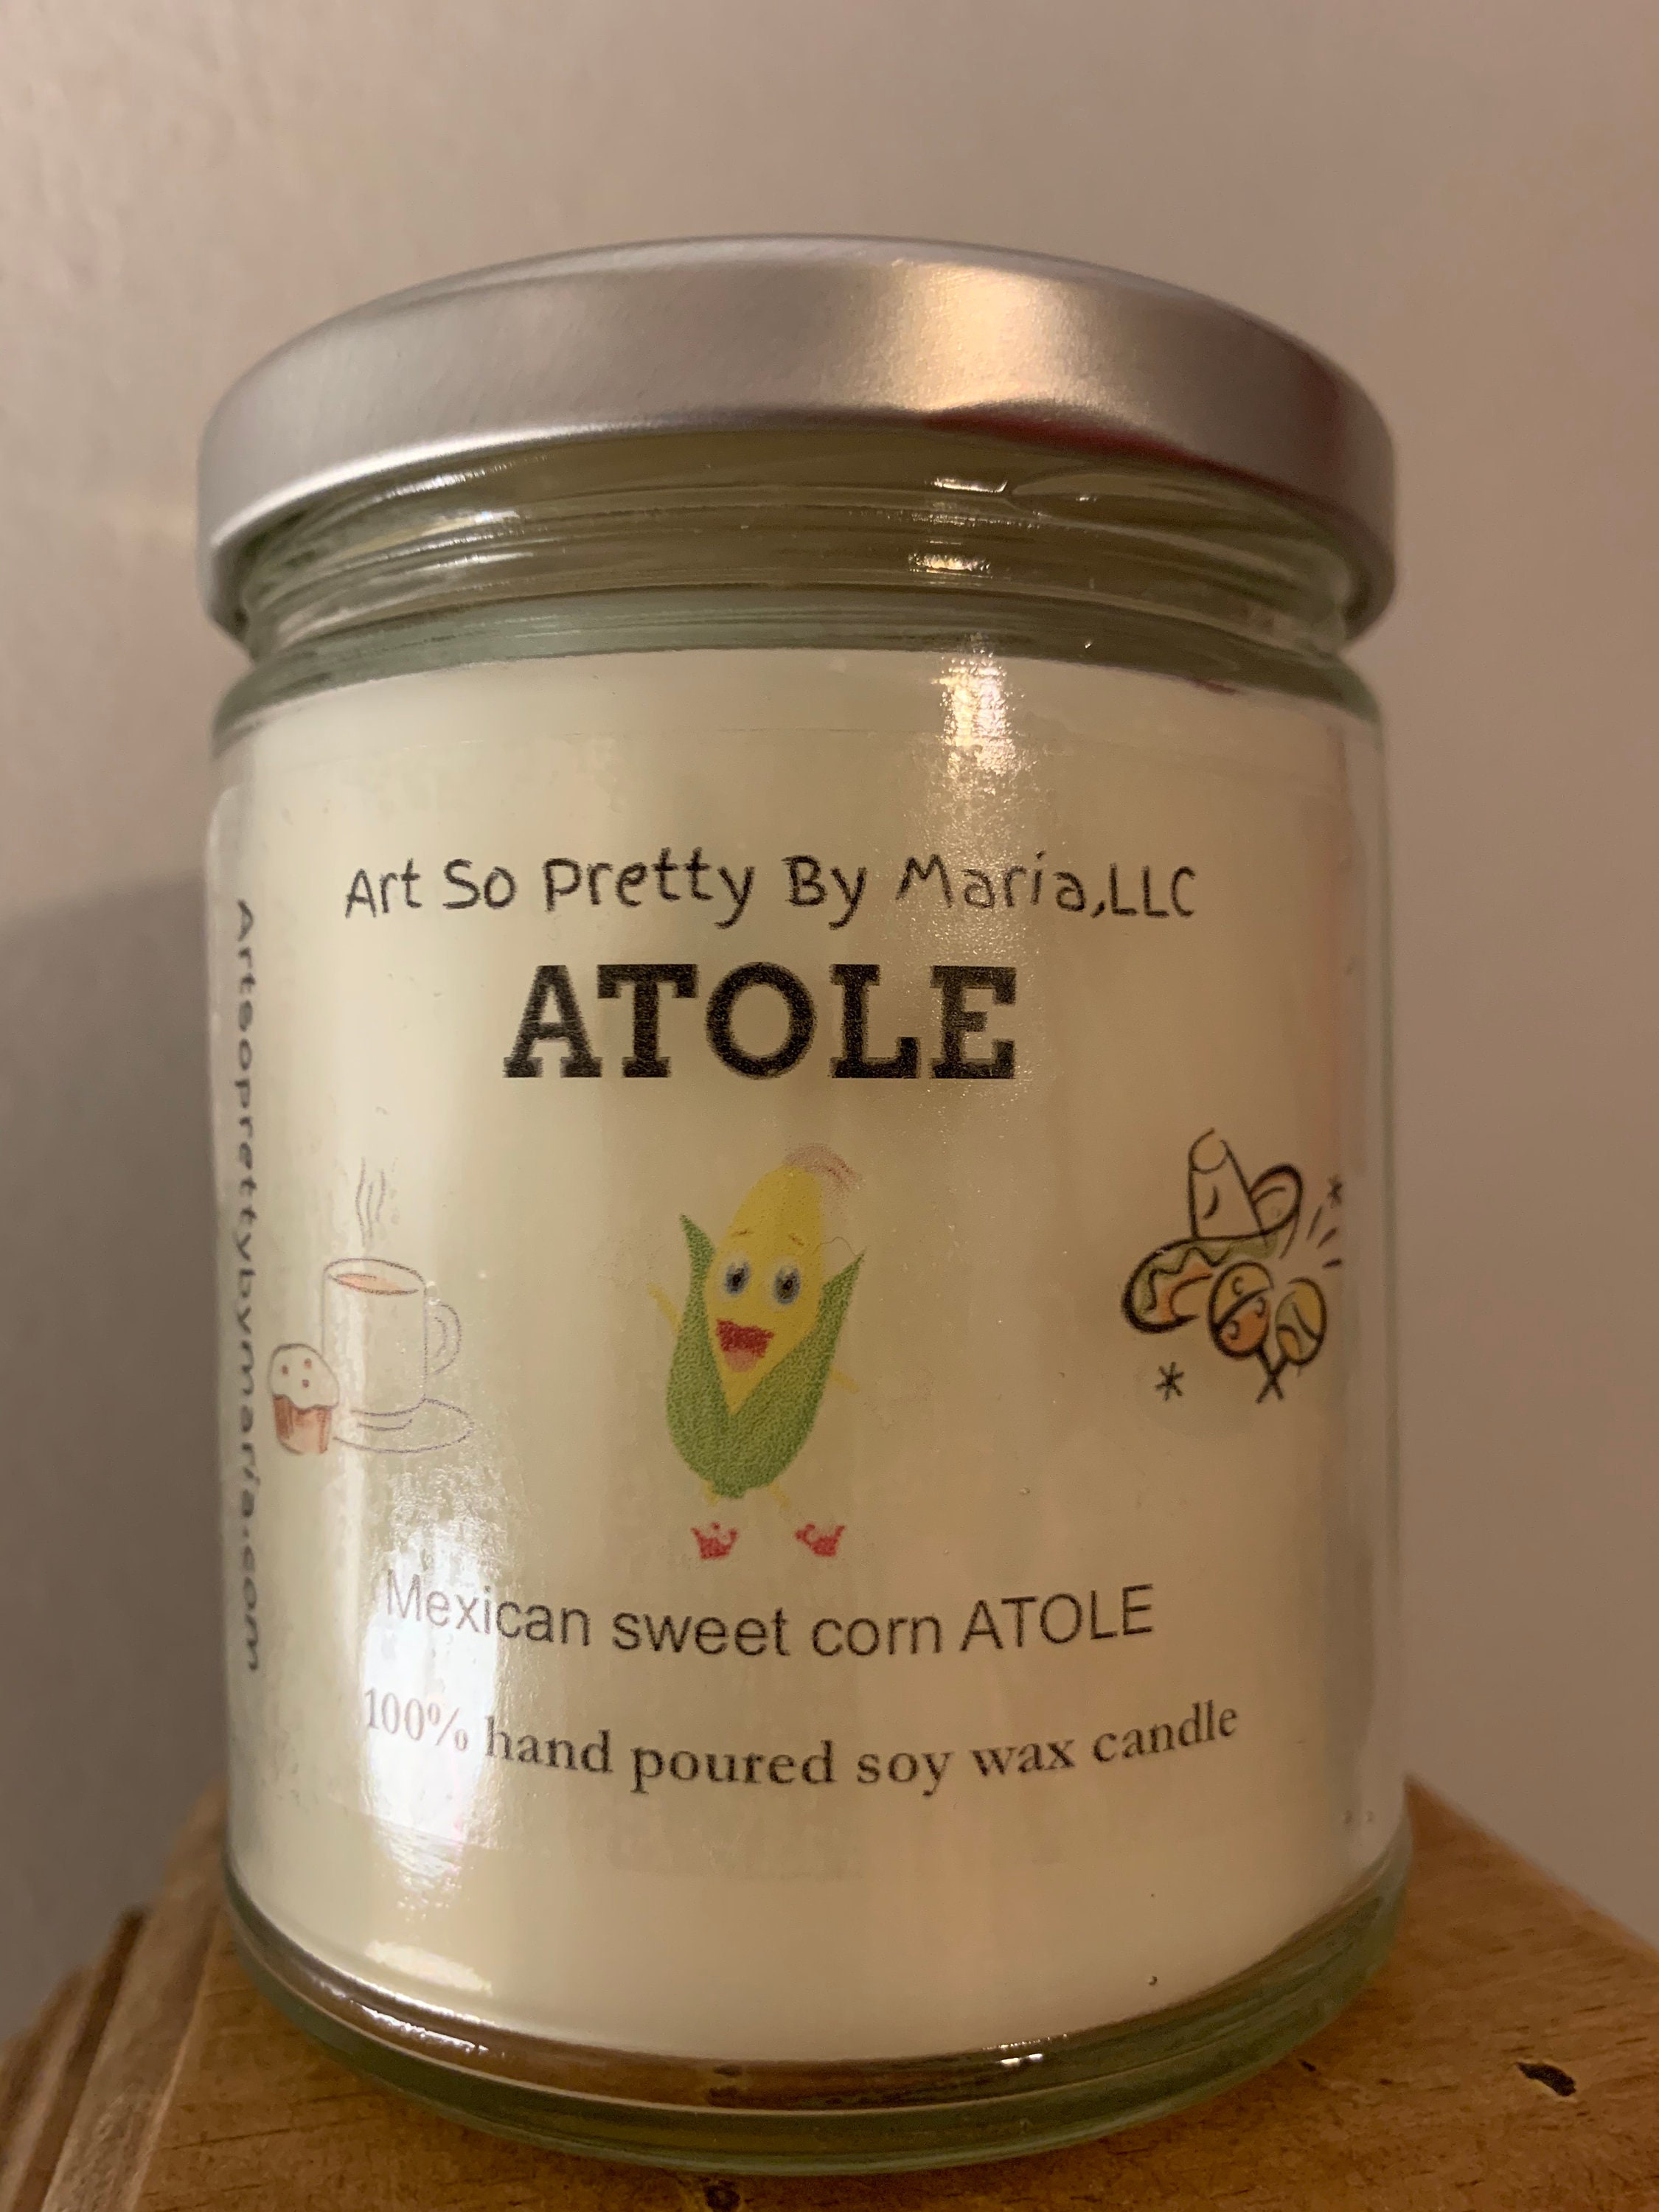 Art So Pretty By Maria,LLC
ATOLE
Mexican sweet corn ATOLE
100% hand poured soy wax candle
Artsoprettybymaria.com